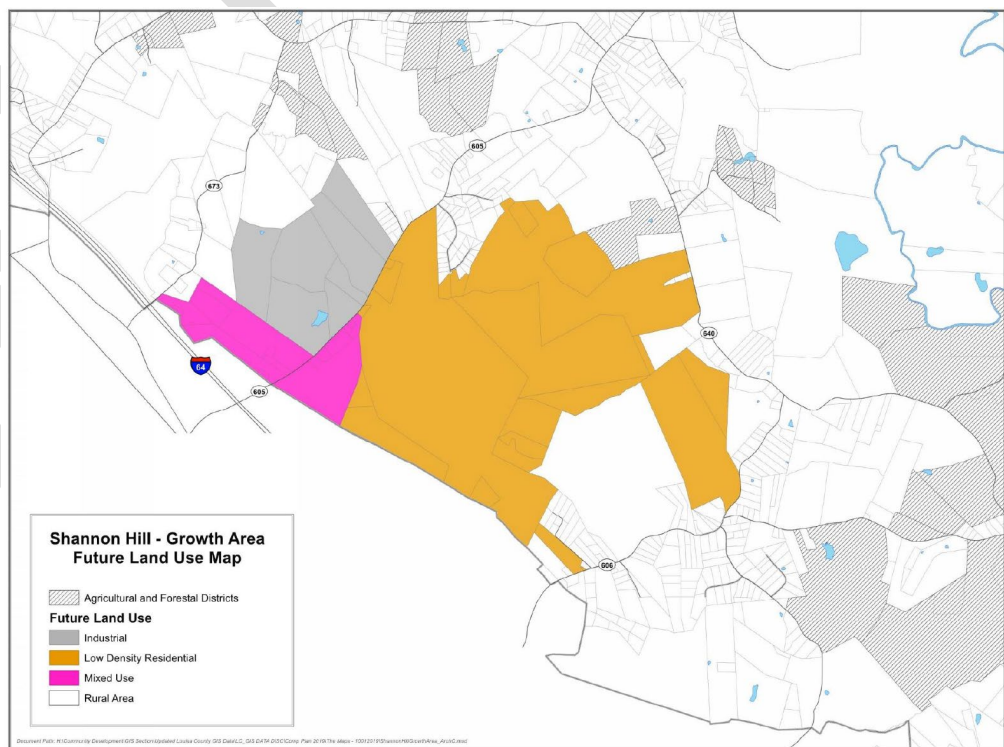 605
673
640
64
605
606
Shannon Hill - Growth Area
Future Land Use Map
Agricultural and Forestal Districts
Future Land Use
Industrial
Low Density Residential
Mixed Use
Rural Area